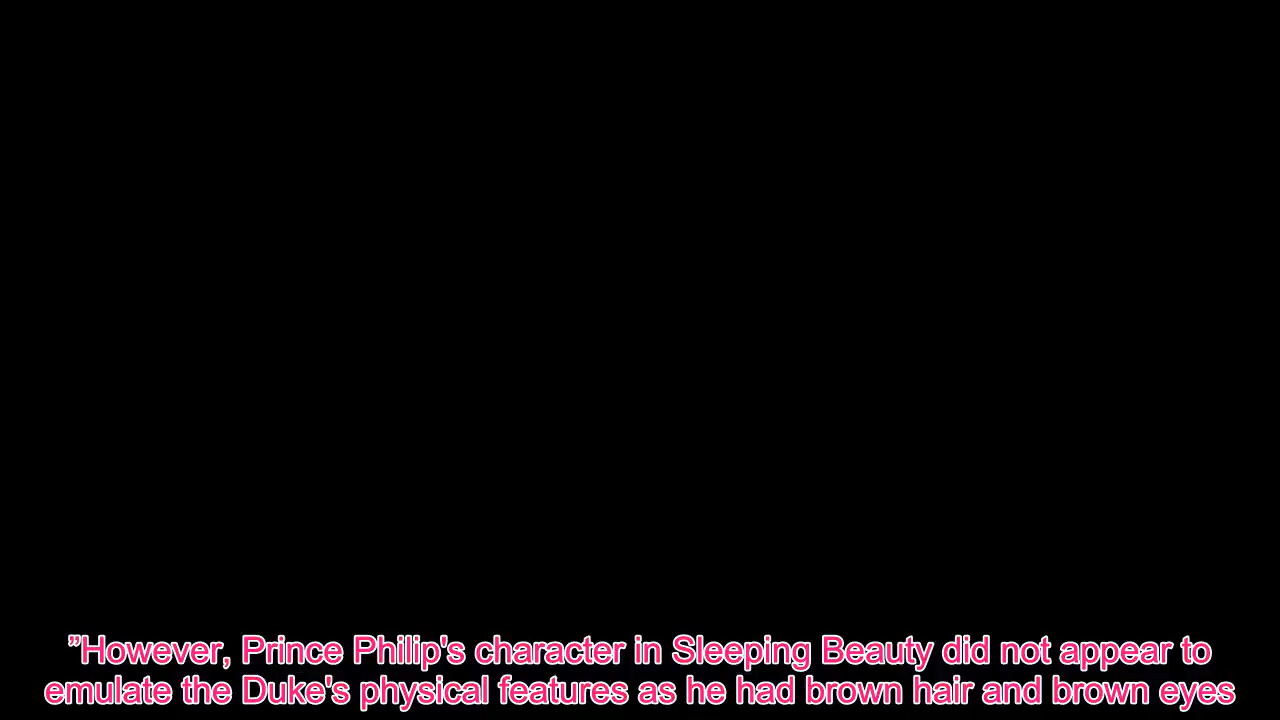 ”However, Prince Philip's character in Sleeping Beauty did not appear to
emulate the Duke's physical features as he had brown hair and brown eyes